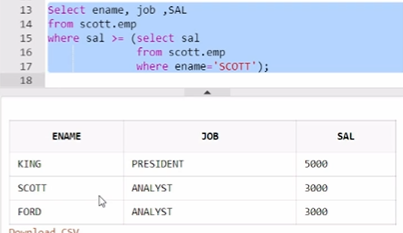 13 Select ename, job ,SAL
14 from scott.emp
15 where sal >= (select sal
16 from scott.emp
17 where ename='SCOTT');
18
ENAME JOB SAL
KING PRESIDENT 5000
SCOTT ANALYST 3000
FORD ANALYST 3000
Download CSV